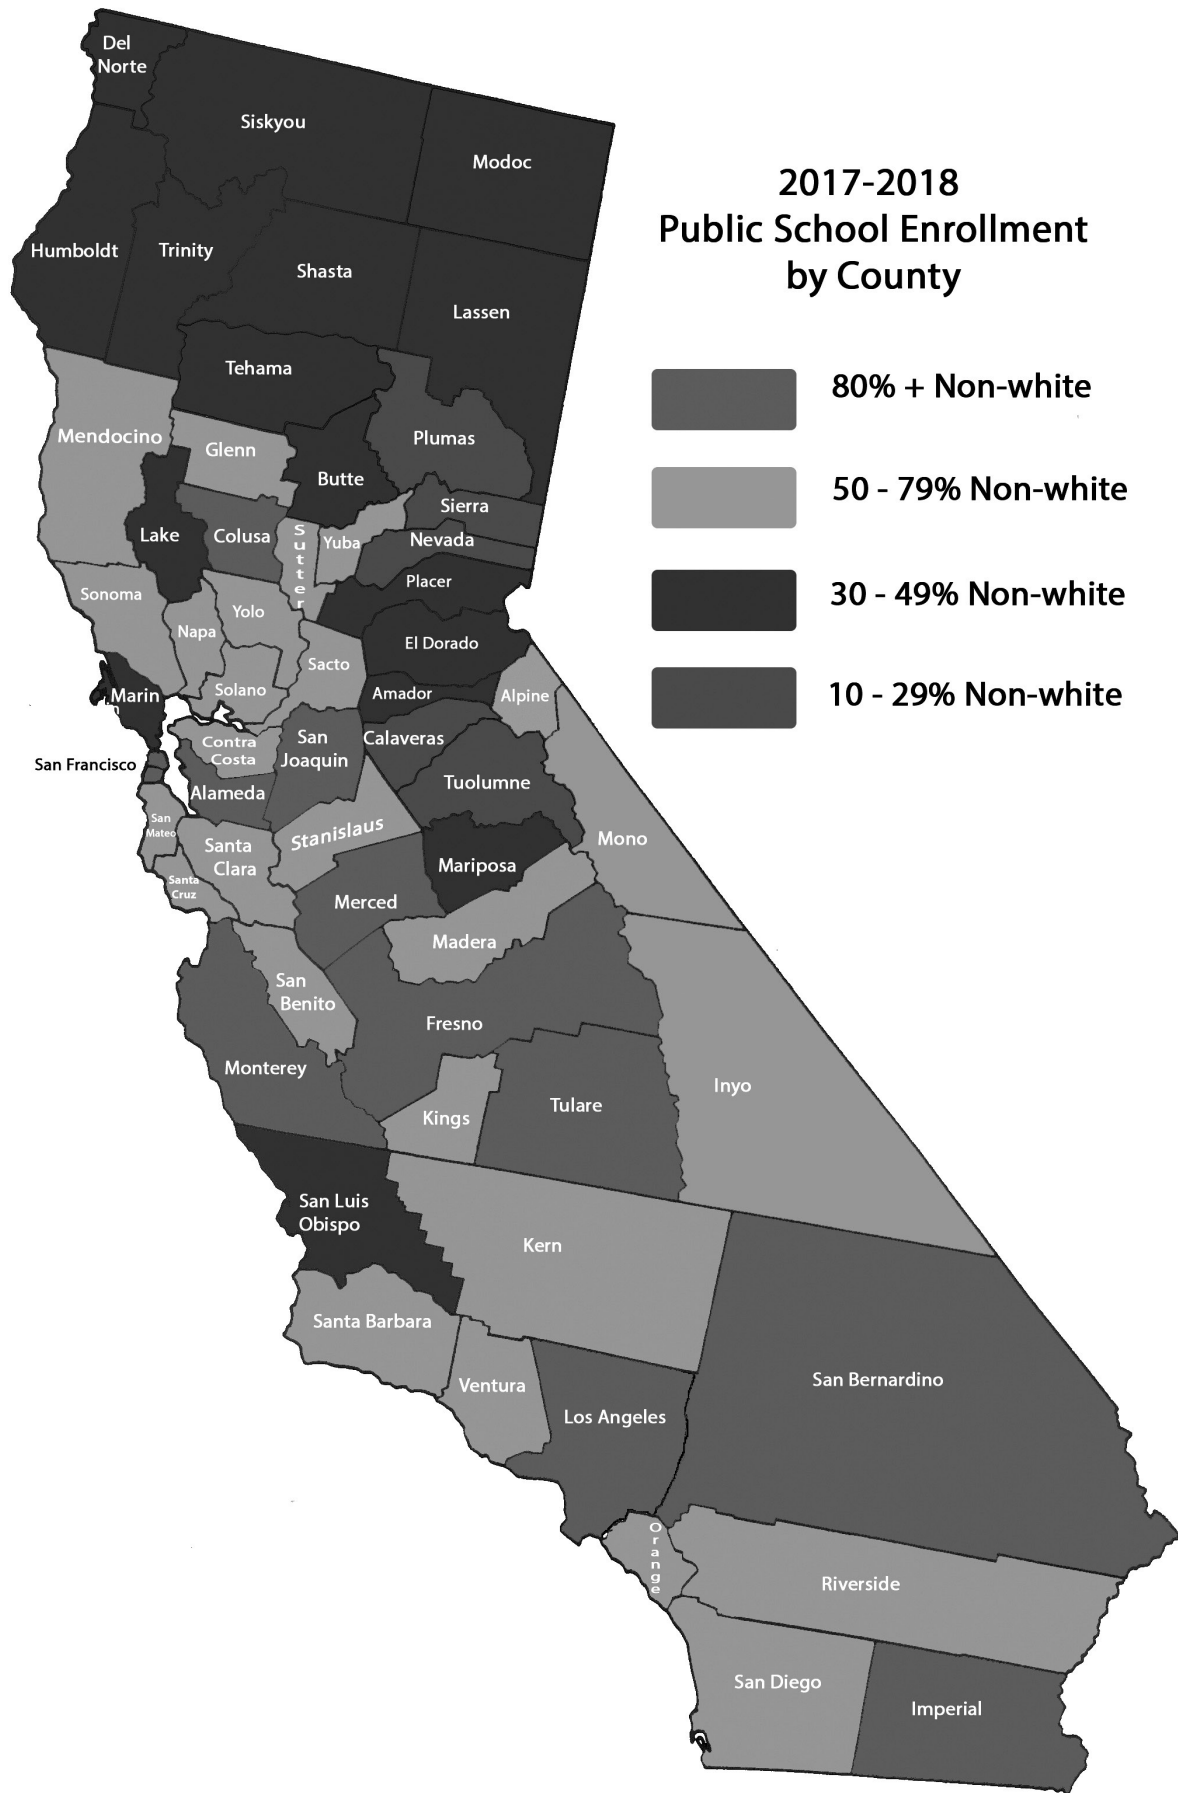 2017-2018
Public School Enrollment
by County
80% + Non-white
50 - 79% Non-white
30 - 49% Non-white
10 - 29% Non-white
Del
Norte
Siskyou
Modoc
Humboldt
Trinity
Shasta
Lassen
Tehama
Mendocino
Glenn
Butte
Plumas
Lake
Colusa
Sutter
Yuba
Sierra
Nevada
Placer
Sonoma
Napa
Yolo
Sacto
El Dorado
Marin
Solano
Amador
Alpine
Contra
Costa
San
Joaquin
Calaveras
San Francisco
Alameda
Tuolumne
San
Mateo
Santa
Clara
Stanislaus
Mono
Santa
Cruz
Merced
Mariposa
Madera
San
Benito
Fresno
Monterey
Kings
Tulare
Inyo
San Luis
Obispo
Kern
Santa Barbara
Ventura
Los Angeles
San Bernardino
Orange
Riverside
San Diego
Imperial